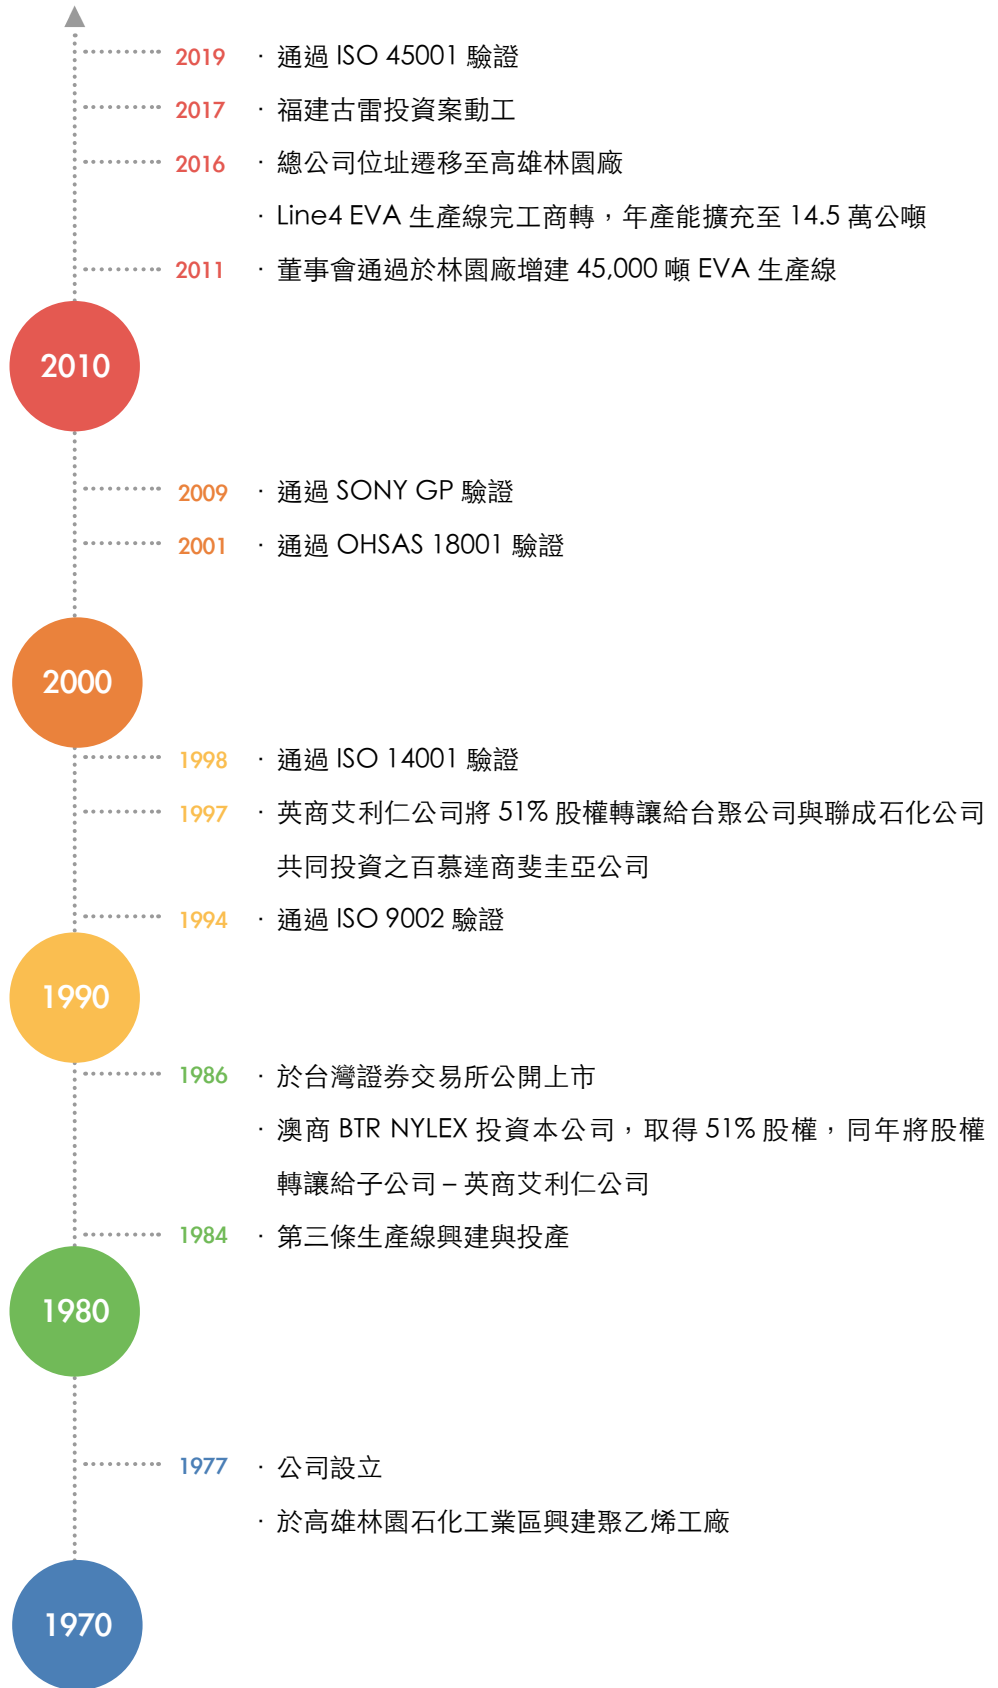 2019 · 通過 ISO 45001 驗證
2017 · 福建古雷投資案動工
2016 · 總公司位址遷移至高雄林園廠
· Line4 EVA 生產線完工商轉，年產能擴充至 14.5 萬公噸
2011 · 董事會通過於林園廠增建 45,000 噸 EVA 生產線
2010
2009 · 通過 SONY GP 驗證
2001 · 通過 OHSAS 18001 驗證
2000
1998 · 通過 ISO 14001 驗證
1997 · 英商艾利仁公司將 51% 股權轉讓給台聚公司與聯成石化公司
共同投資之百慕達商斐圭亞公司
1994 · 通過 ISO 9002 驗證
1990
1986 · 於台灣證券交易所公開上市
· 澳商 BTR NYLEX 投資本公司，取得 51% 股權，同年將股權
轉讓給子公司 – 英商艾利仁公司
1984 · 第三條生產線興建與投產
1980
1977 · 公司設立
· 於高雄林園石化工業區興建聚乙烯工廠
1970